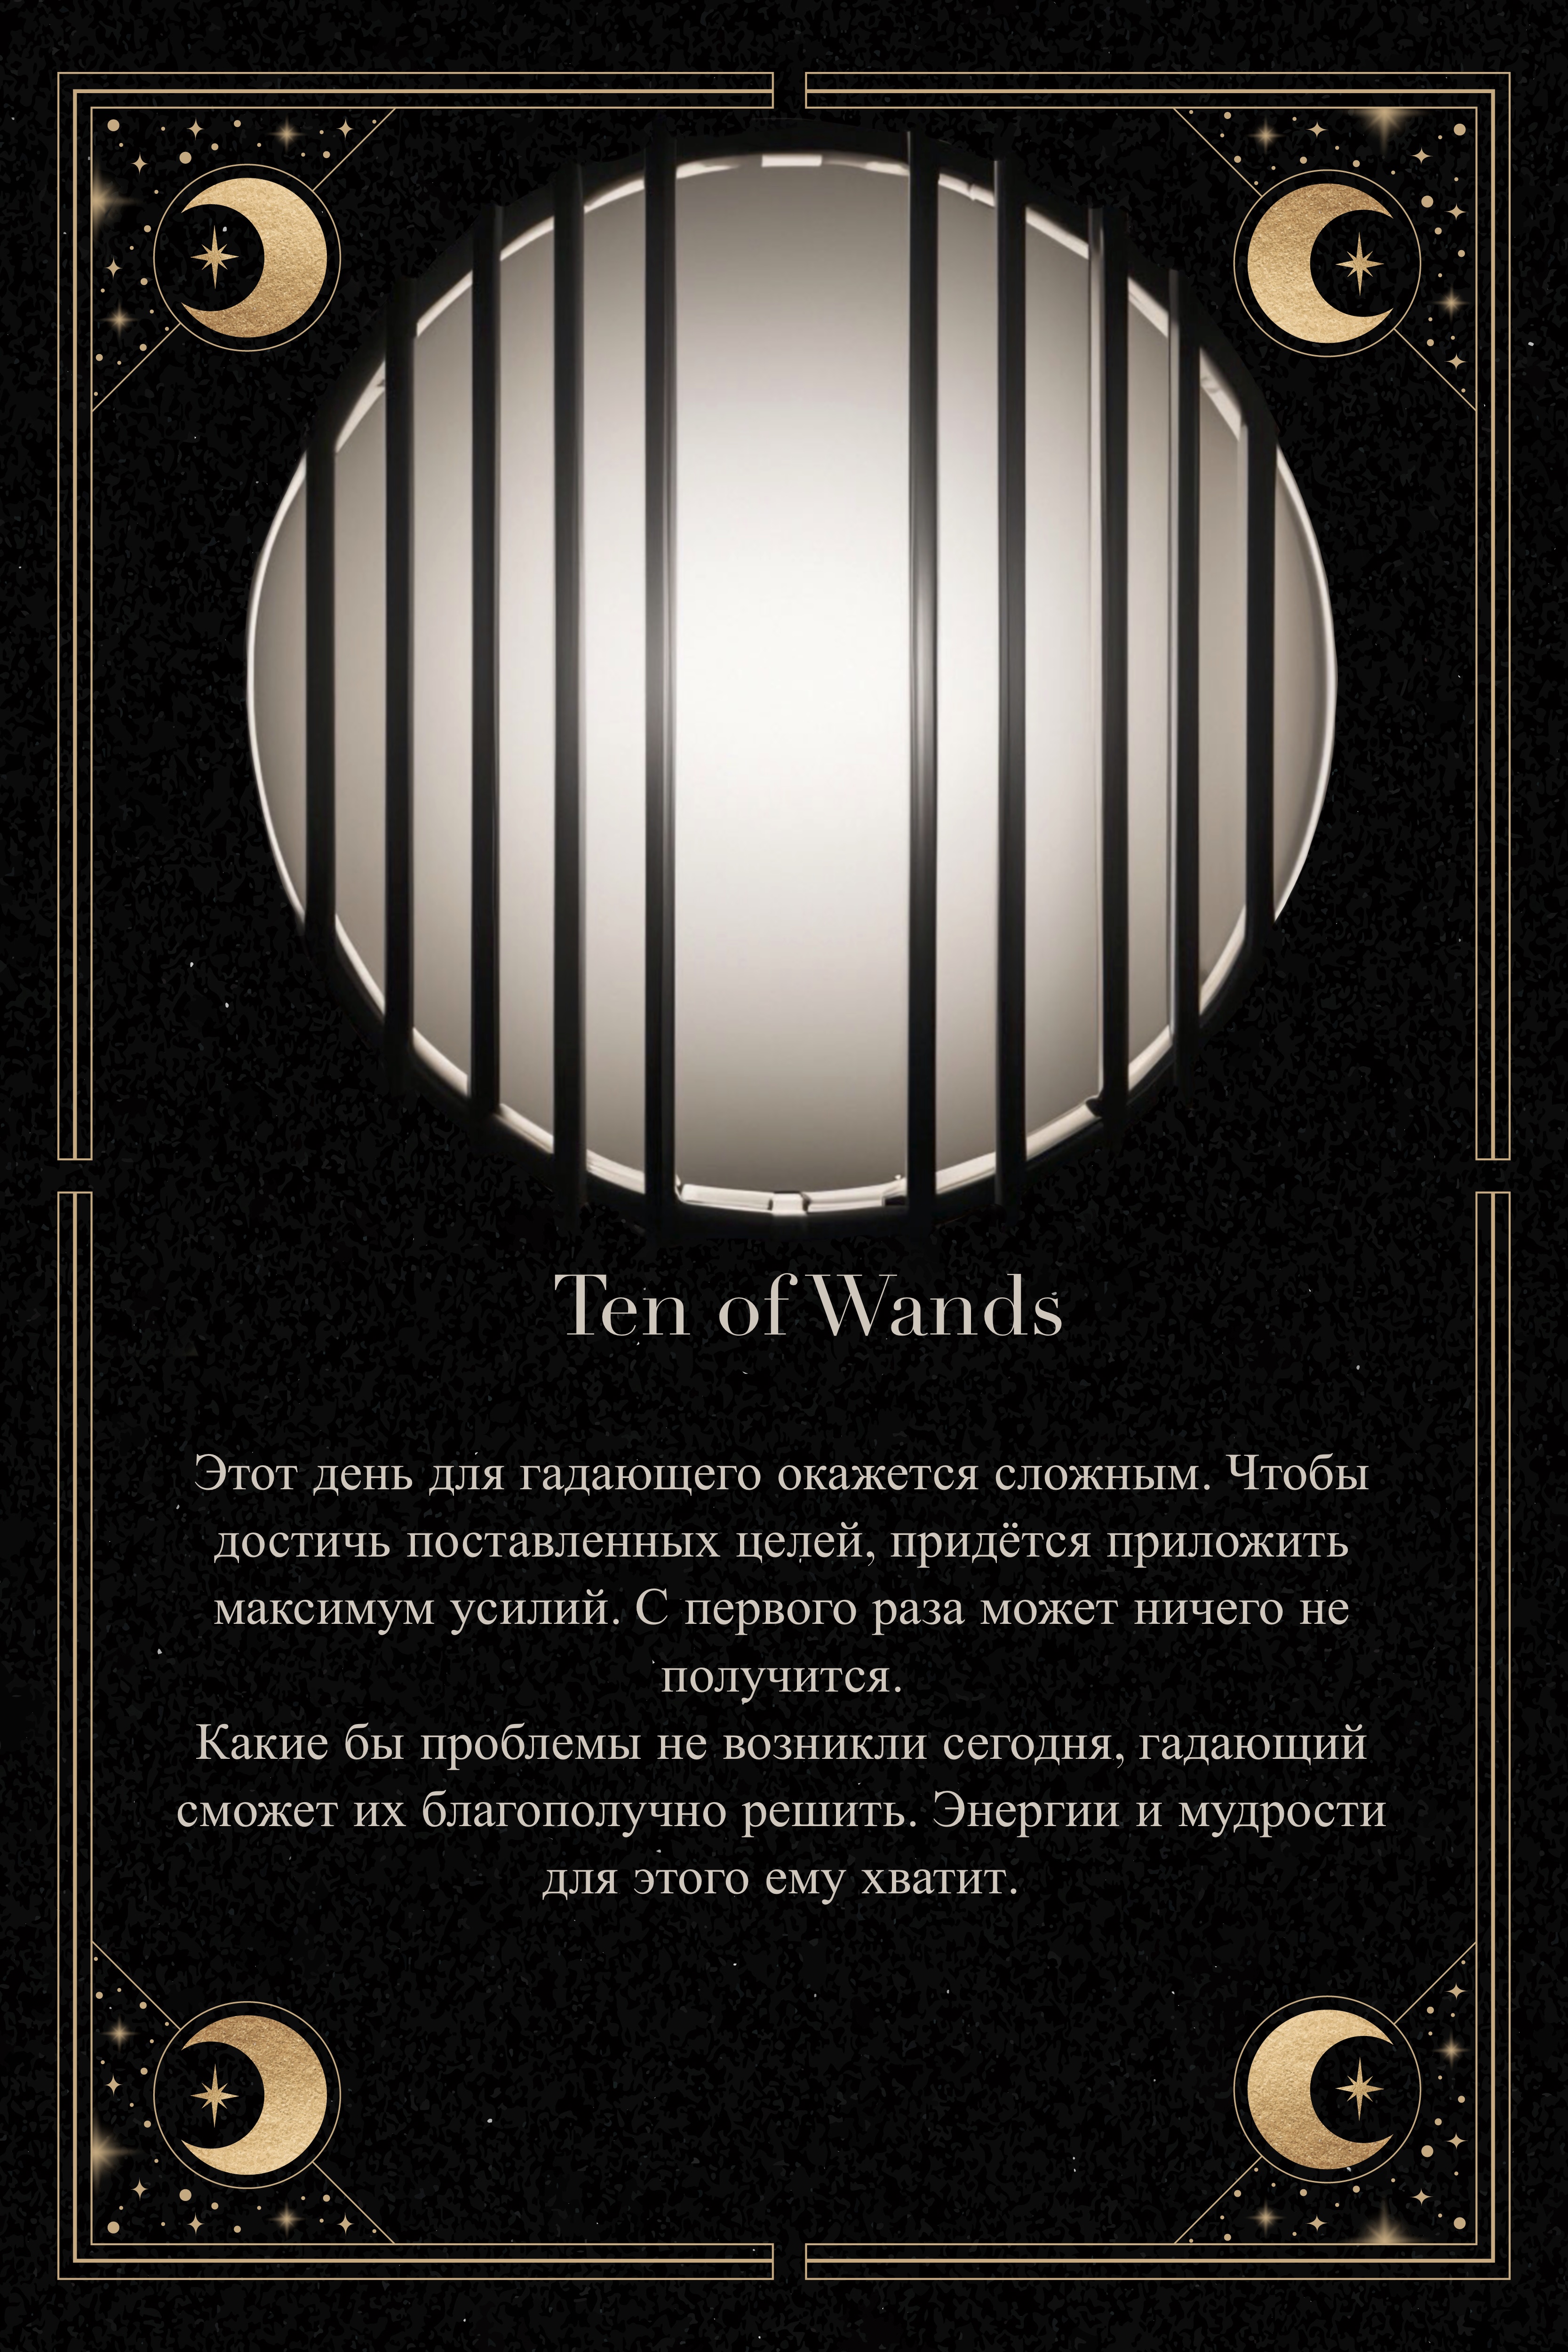 Ten of Wands
Этот день для гадающего окажется сложным. Чтобы
достичь поставленных целей, придётся приложить
максимум усилий. С первого раза может ничего не
получится.
Какие бы проблемы не возникли сегодня, гадающий
сможет их благополучно решить. Энергии и мудрости
для этого ему хватит.